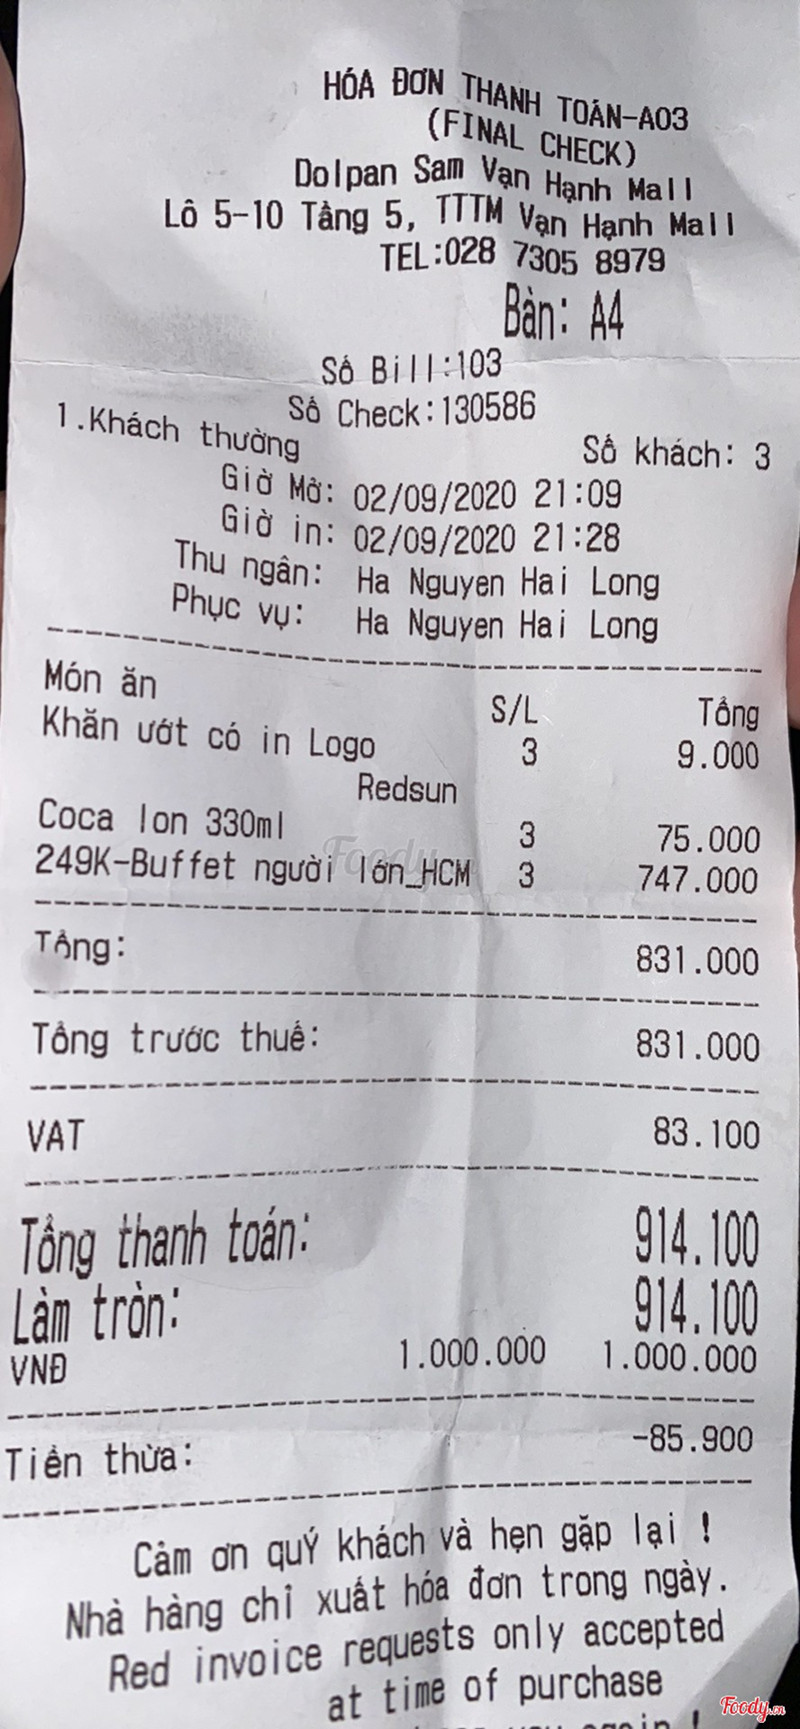 HÓA ĐƠN THANH TOÁN-A03
(FINAL CHECK)
Dolpan Sam Vạn Hạnh Mall
Lô 5-10 Tầng 5, TTTM Vạn Hạnh Mall
TEL:028 7305 8979
Bàn: A4
Số Bill:103
Số Check:130586
1.Khách thường Số khách: 3
Giờ Mở: 02/09/2020 21:09
Giờ in: 02/09/2020 21:28
Thu ngân: Ha Nguyen Hai Long
Phục vụ: Ha Nguyen Hai Long
Món ăn S/L Tổng
Khăn ướt có in Logo 3 9.000
Redsun
Coca lon 330ml 3 75.000
249K-Buffet người lớn_HCM 3 747.000
Tổng: 831.000
Tổng trước thuế: 831.000
VAT 83.100
Tổng thanh toán: 914.100
Làm tròn: 914.100
VNĐ 1.000.000 1.000.000
Tiền thừa: -85.900
Cảm ơn quý khách và hẹn gặp lại !
Nhà hàng chỉ xuất hóa đơn trong ngày.
Red invoice requests only accepted
at time of purchase
again !
Foody.vn